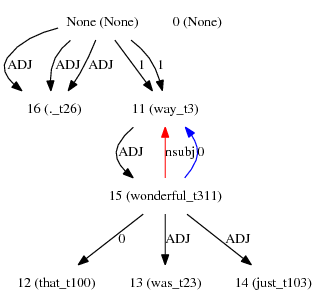 None (None) 0 (None)
ADJ ADJ ADJ 1 1
16 (._t26) 11 (way_t3)
ADJ nsubj 0
15 (wonderful_t311)
0 ADJ ADJ
12 (that_t100) 13 (was_t23) 14 (just_t103)